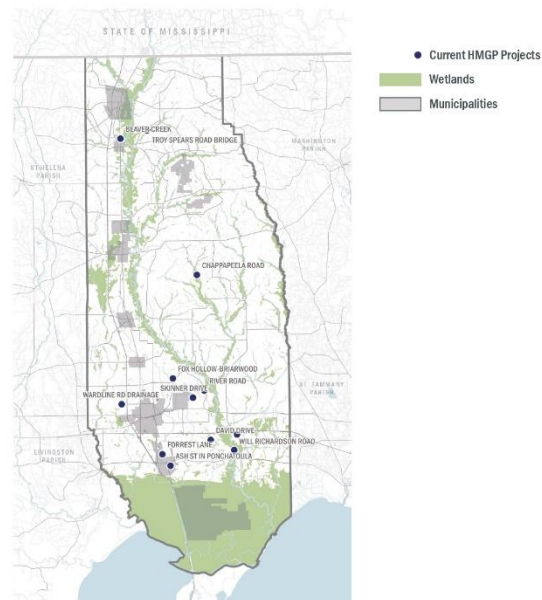 STATE OF MISSISSIPPI
Current HMGP Projects
Wetlands
Municipalities
BEAVER CREEK
TROY SPEARS ROAD BRIDGE
WASHINGTON
PARISH
ST HELENA
PARISH
CHAPPAPEELA ROAD
FOX HOLLOW-BRIARWOOD
RIVER ROAD
SKINNER DRIVE
WARDLINE RD DRAINAGE
ST TAMMANY
PARISH
DAVID DRIVE
WILL RICHARDSON ROAD
FORREST LANE
ASH ST IN PONCHATOULA
LIVINGSTON
PARISH